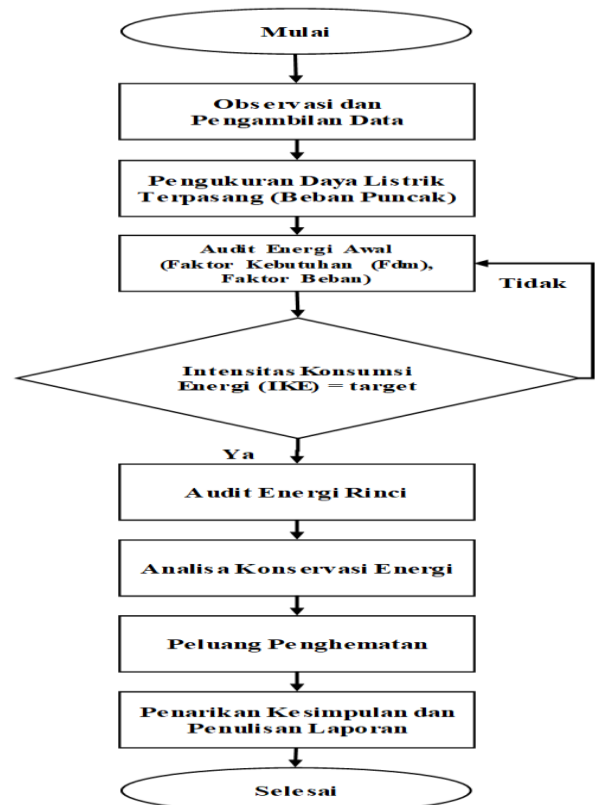 Mulai
Observasi dan
Pengambilan Data
Pengukuran Daya Listrik
Terpasang (Beban Puncak)
Audit Energi Awal
(Faktor Kebutuhan (Fdm),
Faktor Beban)
Tidak
Intensitas Konsumsi
Energi (IKE) = target
Ya
Audit Energi Rinci
Analisa Konservasi Energi
Peluang Penghematan
Penarikan Kesimpulan dan
Penulisan Laporan
Selesai